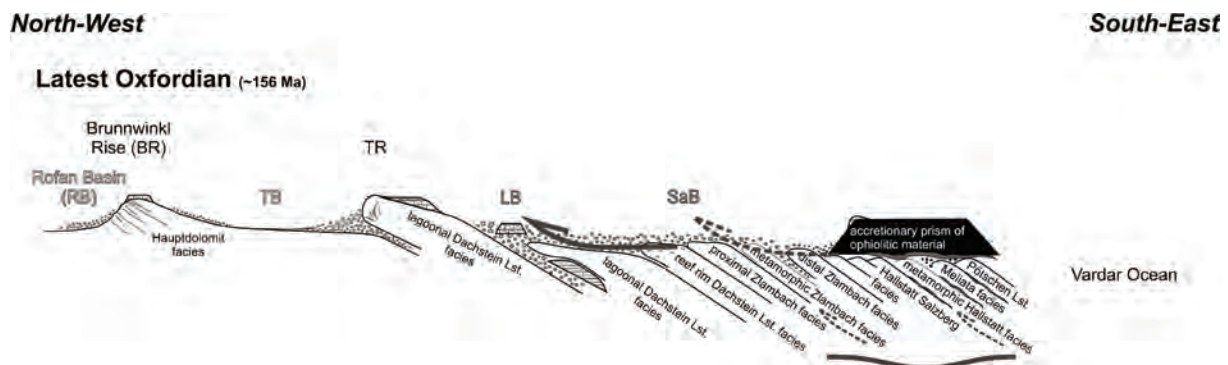 North-West
South-East
Latest Oxfordian (~156 Ma)
Brunnwinkl
Rise (BR)
TR
Rofan Basin
(RB)
TB
LB
SaB
Hauptdolomit
facies
lagoonal Dachstein Lst.
facies
lagoonal Dachstein Lst.
facies
reef rim Dachstein Lst. facies
proximal Zlambach facies
metamorphic Zlambach facies
distal Zlambach facies
Hallstatt Salzberg
facies
metamorphic Hallstatt facies
Meliata facies
Pötschen Lst.
accretionary prism of
ophiolitic material
Vardar Ocean